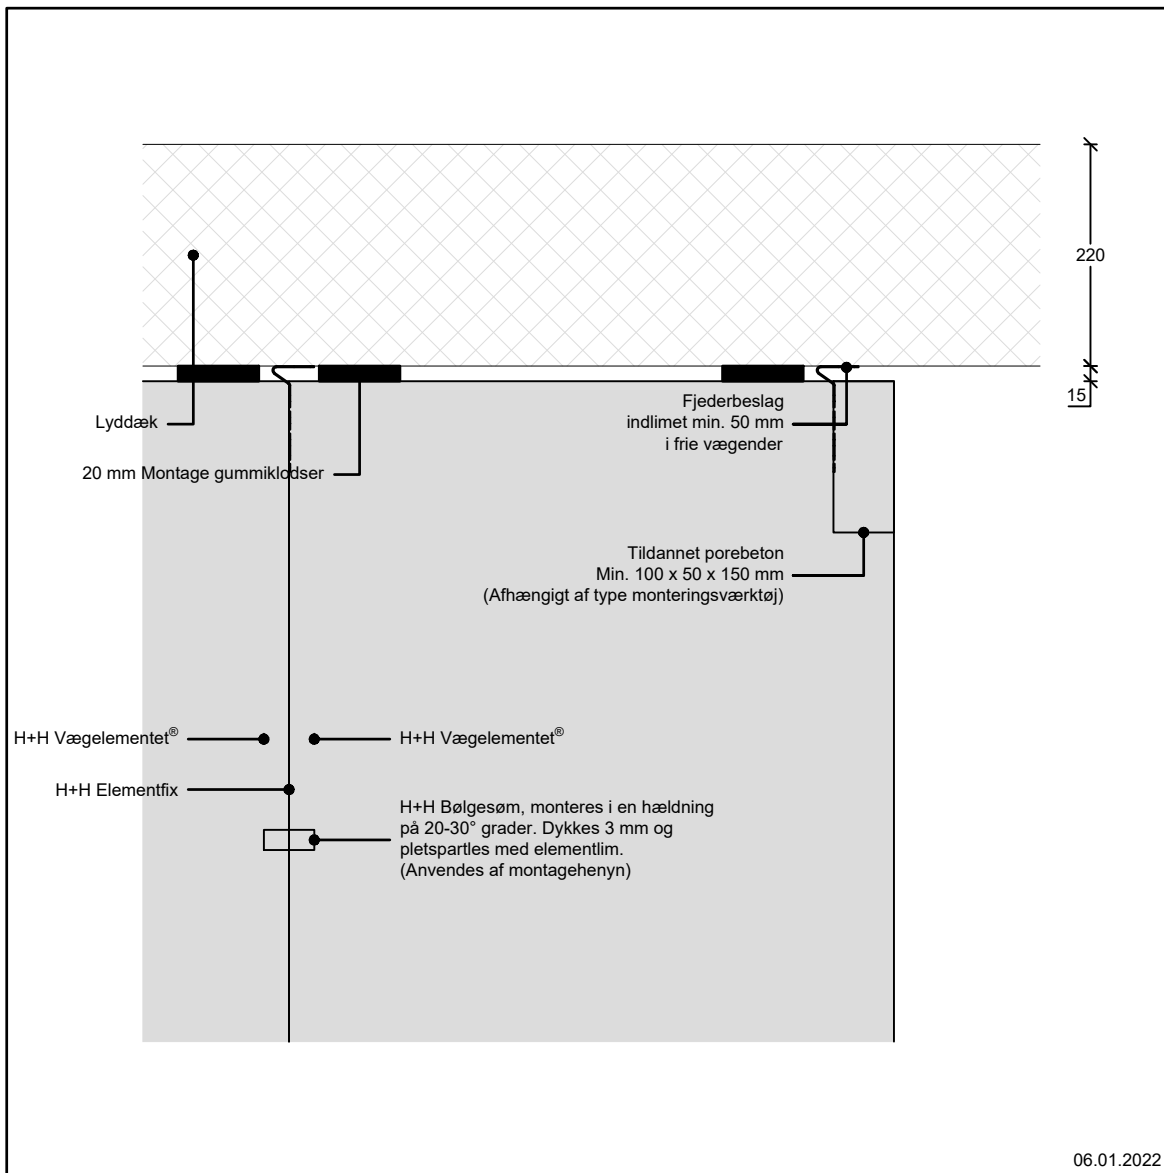 220
15
Lyddæk
20 mm Montage gummiklodser
Fjederbeslag
indlimet min. 50 mm
i frie vægender
Tildannet porebeton
Min. 100 x 50 x 150 mm
(Afhængigt af type monteringsværktøj)
H+H Vægelementet®
H+H Vægelementet®
H+H Elementfix
H+H Bølgesøm, monteres i en hældning
på 20-30° grader. Dykkes 3 mm og
pletspartles med elementlim.
(Anvendes af montagehenyn)
06.01.2022